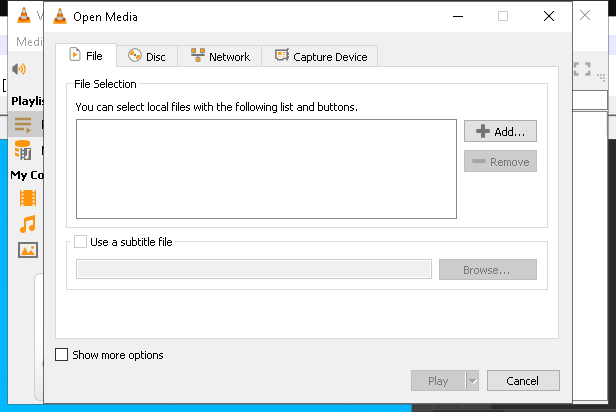 Open Media
Medi
File
Disc
Network
Capture Device
File Selection
You can select local files with the following list and buttons.
Add...
Remove
Playlis
My Co
Use a subtitle file
Browse...
Show more options
Play
Cancel